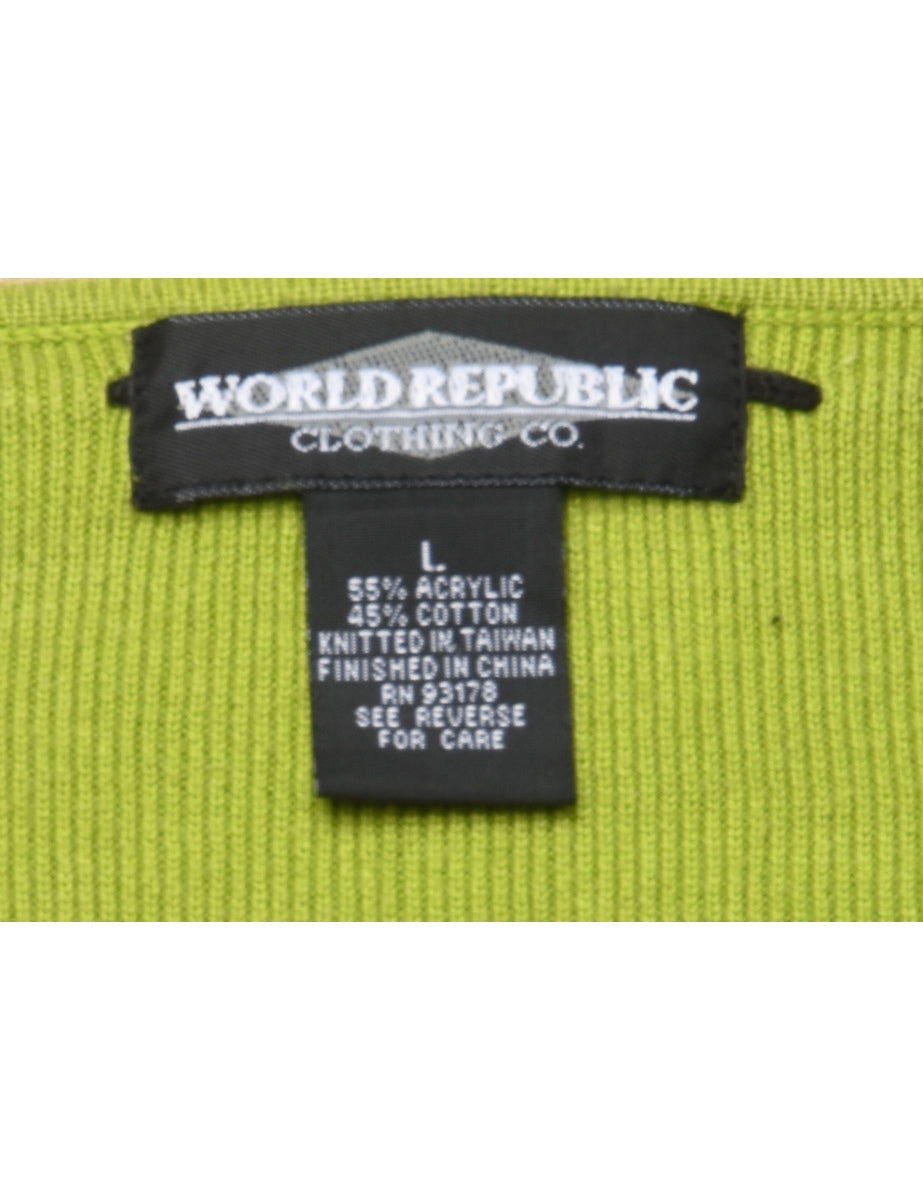 WORLD REPUBLIC
CLOTHING CO.
L
55% ACRYLIC
45% COTTON
KNITTED IN TAIWAN
FINISHED IN CHINA
RN 93178
SEE REVERSE
FOR CARE